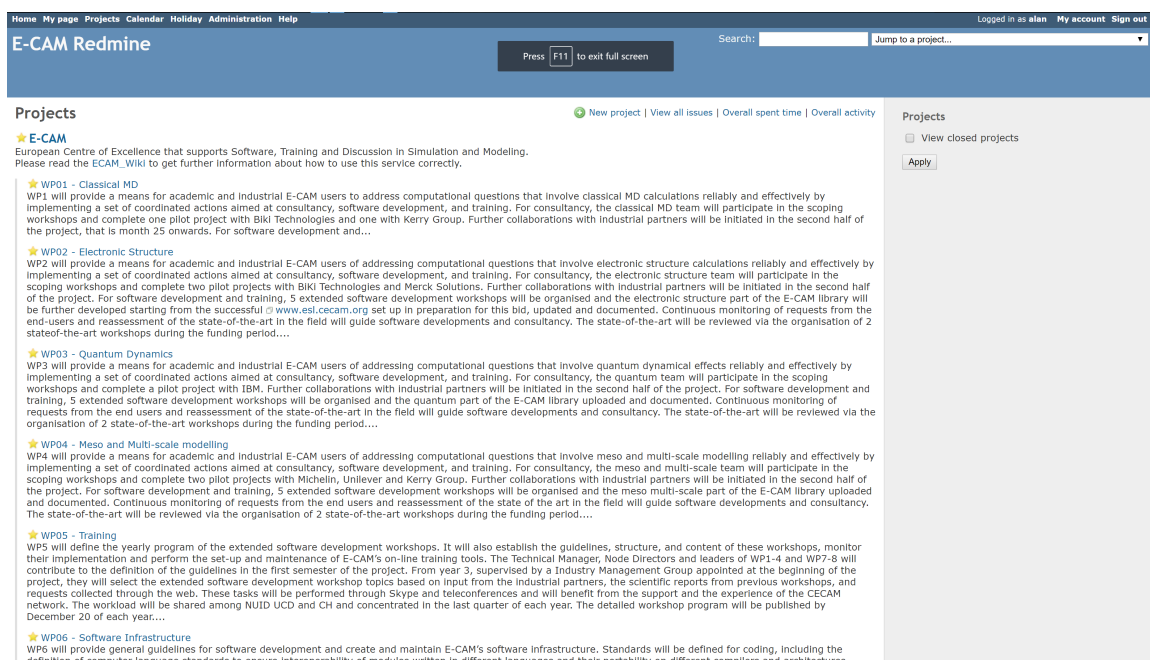 Home My page Projects Calendar Holiday Administration Help
Logged in as alan My account Sign out
E-CAM Redmine
Search:
Jump to a project...
Press F11 to exit full screen
Projects
New project | View all issues | Overall spent time | Overall activity
E-CAM
European Centre of Excellence that supports Software, Training and Discussion in Simulation and Modeling.
Please read the ECAM_Wiki to get further information about how to use this service correctly.
WP01 - Classical MD
WP1 will provide a means for academic and industrial E-CAM users to address computational questions that involve classical MD calculations reliably and effectively by
implementing a set of coordinated actions aimed at consultancy, software development, and training. For consultancy, the classical MD team will participate in the scoping
workshops and complete one pilot project with Biki Technologies and one with Kerry Group. Further collaborations with industrial partners will be initiated in the second half of
the project, that is month 25 onwards. For software development and...
WP02 - Electronic Structure
WP2 will provide a means for academic and industrial E-CAM users of addressing computational questions that involve electronic structure calculations reliably and effectively by
implementing a set of coordinated actions aimed at consultancy, software development, and training. For consultancy, the electronic structure team will participate in the
scoping workshops and complete two pilot projects with BiKi Technologies and Merck Solutions. Further collaborations with industrial partners will be initiated in the second half
of the project. For software development and training, 5 extended software development workshops will be organised and the electronic structure part of the E-CAM library will
be further developed starting from the successful www.esl.cecam.org set up in preparation for this bid, updated and documented. Continuous monitoring of requests from the
end-users and reassessment of the state-of-the-art in the field will guide software developments and consultancy. The state-of-the-art will be reviewed via the organisation of 2
stateof-the-art workshops during the funding period....
WP03 - Quantum Dynamics
WP3 will provide a means for academic and industrial E-CAM users of addressing computational questions that involve quantum dynamical effects reliably and effectively by
implementing a set of coordinated actions aimed at consultancy, software development, and training. For consultancy, the quantum team will participate in the scoping
workshops and complete a pilot project with IBM. Further collaborations with industrial partners will be initiated in the second half of the project. For software development and
training, 5 extended software development workshops will be organised and the quantum part of the E-CAM library uploaded and documented. Continuous monitoring of
requests from the end users and reassessment of the state-of-the-art in the field will guide software developments and consultancy. The state-of-the-art will be reviewed via the
organisation of 2 state-of-the-art workshops during the funding period....
WP04 - Meso and Multi-scale modelling
WP4 will provide a means for academic and industrial E-CAM users of addressing computational questions that involve meso and multi-scale modelling reliably and effectively by
implementing a set of coordinated actions aimed at consultancy, software development, and training. For consultancy, the meso and multi-scale team will participate in the
scoping workshops and complete two pilot projects with Michelin, Unilever and Kerry Group. Further collaborations with industrial partners will be initiated in the second half of
the project. For software development and training, 5 extended software development workshops will be organised and the meso multi-scale part of the E-CAM library uploaded
and documented. Continuous monitoring of requests from the end users and reassessment of the state of the art in the field will guide software developments and consultancy.
The state-of-the-art will be reviewed via the organisation of 2 state-of-the-art workshops during the funding period....
WP05 - Training
WP5 will define the yearly program of the extended software development workshops. It will also establish the guidelines, structure, and content of these workshops, monitor
their implementation and perform the set-up and maintenance of E-CAM's on-line training tools. The Technical Manager, Node Directors and leaders of WP1-4 and WP7-8 will
contribute to the definition of the guidelines in the first semester of the project. From year 3, supervised by a Industry Management Group appointed at the beginning of the
project, they will select the extended software development workshop topics based on input from the industrial partners, the scientific reports from previous workshops, and
requests collected through the web. These tasks will be performed through Skype and teleconferences and will benefit from the support and the experience of the CECAM
network. The workload will be shared among NUID UCD and CH and concentrated in the last quarter of each year. The detailed workshop program will be published by
December 20 of each year....
WP06 - Software Infrastructure
WP6 will provide general guidelines for software development and create and maintain E-CAM's software infrastructure. Standards will be defined for coding, including the
definition of computer language standards to ensure interoperability of modules written in different languages and their portability on different compilers and architectures
Projects
View closed projects
Apply